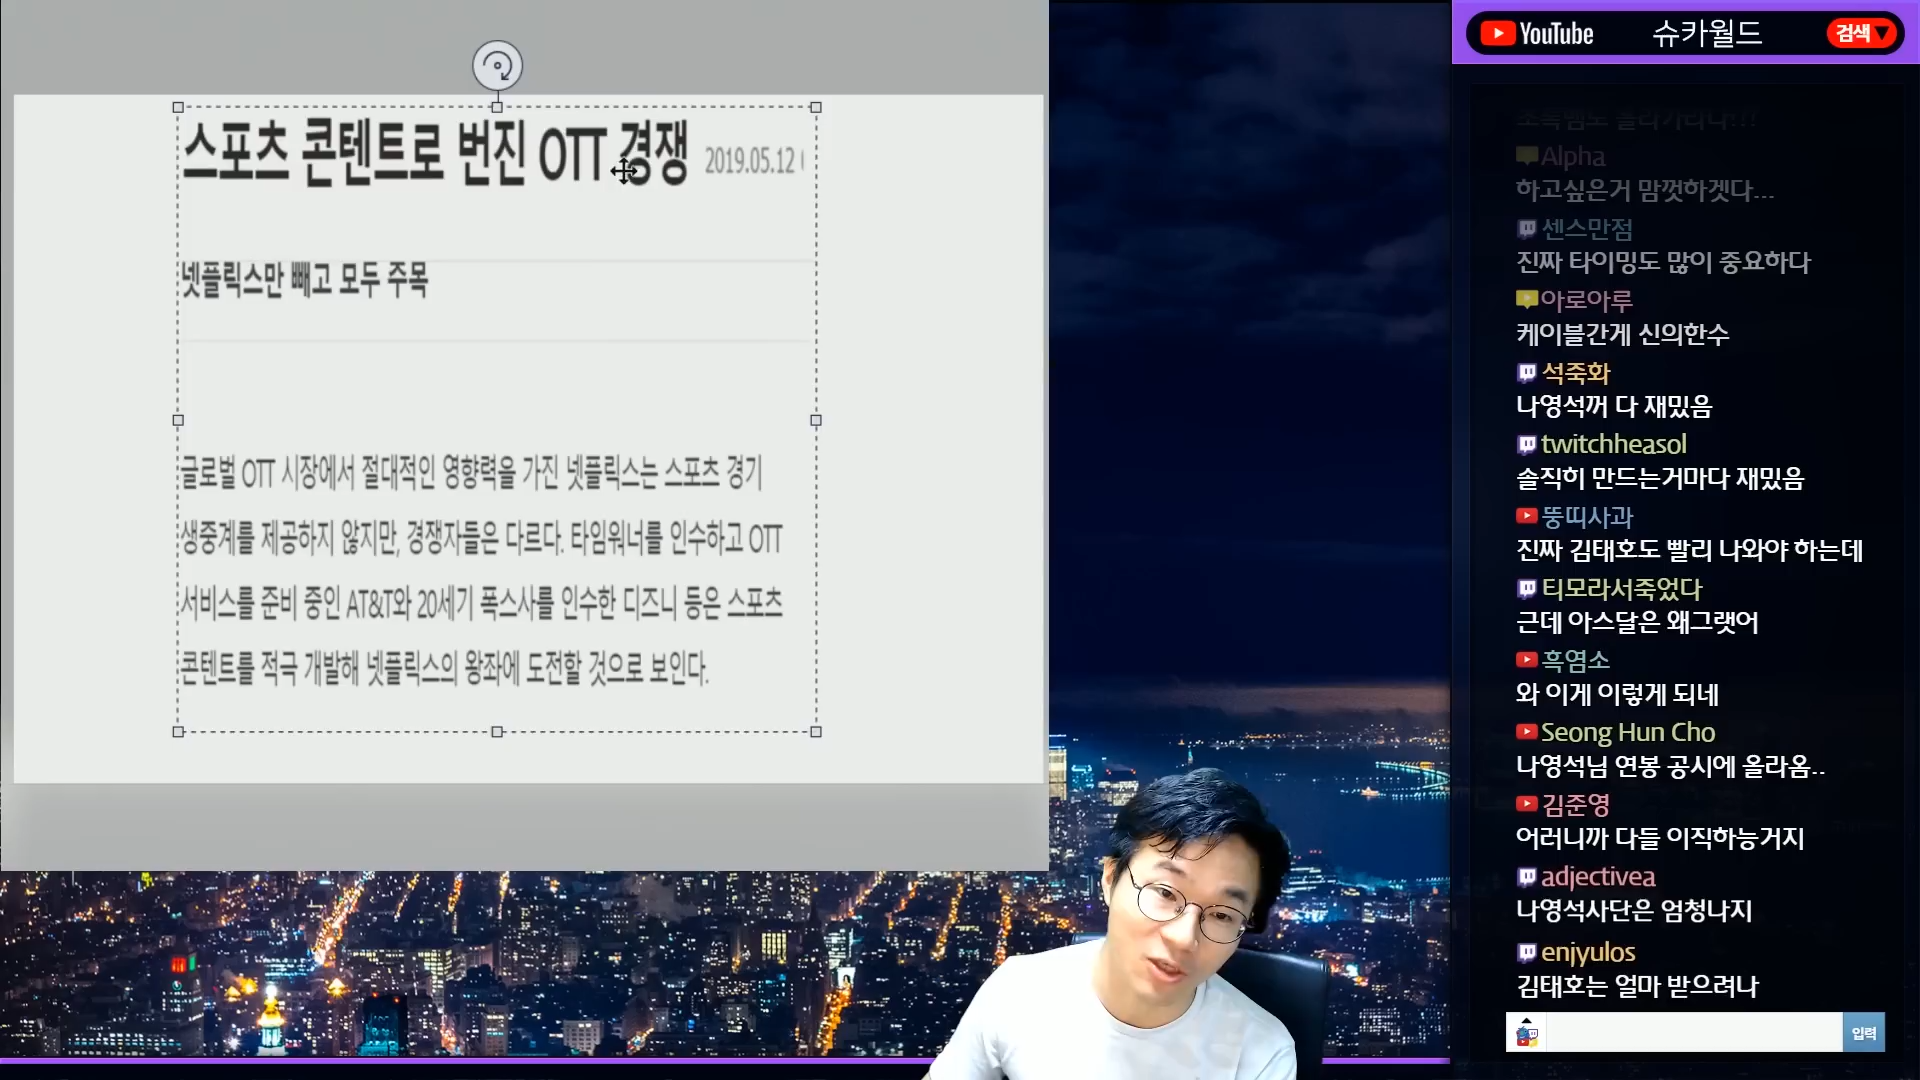 스포츠 콘텐트로 번진 OTT 경쟁 2019.05.12
넷플릭스만 빼고 모두 주목
글로벌 OTT 시장에서 절대적인 영향력을 가진 넷플릭스는 스포츠 경기
생중계를 제공하지 않지만, 경쟁자들은 다르다. 타임워너를 인수하고 OTT
서비스를 준비 중인 AT&T와 20세기 폭스사를 인수한 디즈니 등은 스포츠
콘텐트를 적극 개발해 넷플릭스의 왕좌에 도전할 것으로 보인다.
YouTube 슈카월드 검색
Alpha
하고싶은거 맘껏하겟다...
센스만점
진짜 타이밍도 많이 중요하다
아로아루
케이블간게 신의한수
석죽화
나영석꺼 다 재밌음
twitchheasol
솔직히 만드는거마다 재밌음
뚱띠사과
진짜 김태호도 빨리 나와야 하는데
티모라서죽었다
근데 아스달은 왜그랫어
흑염소
와 이게 이렇게 되네
Seong Hun Cho
나영석님 연봉 공시에 올라옴..
김준영
어러니까 다들 이직하능거지
adjectivea
나영석사단은 엄청나지
enjyulos
김태호는 얼마 받으려나
입력